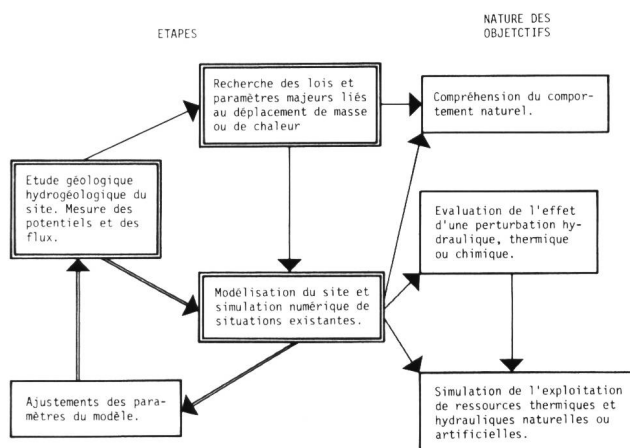 ETAPES
NATURE DES
OBJETCTIFS
Recherche des lois et
paramètres majeurs liés
au déplacement de masse
ou de chaleur
Compréhension du compor-
tement naturel.
Etude géologique
hydrogéologique du
site. Mesure des
potentiels et des
flux.
Evaluation de l'effet
d'une perturbation hy-
draulique, thermique
ou chimique.
Modélisation du site et
simulation numérique de
situations existantes.
Ajustements des para-
mètres du modèle.
Simulation de l'exploitation
de ressources thermiques et
hydrauliques naturelles ou
artificielles.